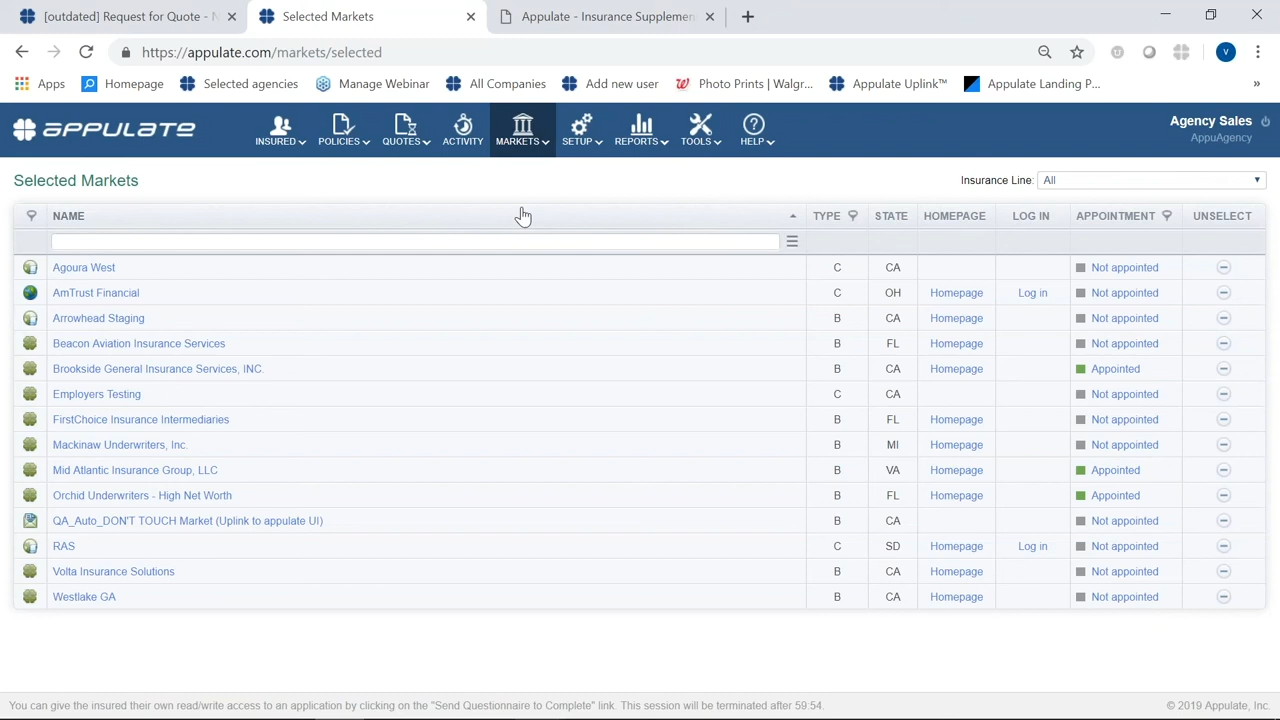 [outdated] Request for Quote - N
Selected Markets
Appulate - Insurance Supplemen
https://appulate.com/markets/selected
V
Apps
Homepage
Selected agencies
Manage Webinar
All Companies
Add new user
Photo Prints | Walgr...
Appulate Uplink™
Appulate Landing P...
»
APPULATE
INSURED
POLICIES
QUOTES
ACTIVITY
MARKETS
SETUP
REPORTS
TOOLS
HELP
Agency Sales
AppuAgency
Selected Markets
Insurance Line: All
NAME TYPE STATE HOMEPAGE LOG IN APPOINTMENT UNSELECT
Agoura West C CA Not appointed
AmTrust Financial C OH Homepage Log in Not appointed
Arrowhead Staging B CA Homepage Not appointed
Beacon Aviation Insurance Services B FL Homepage Not appointed
Brookside General Insurance Services, INC. B CA Homepage Appointed
Employers Testing C CA Not appointed
FirstChoice Insurance Intermediaries B FL Homepage Not appointed
Mackinaw Underwriters, Inc. B MI Homepage Not appointed
Mid Atlantic Insurance Group, LLC B VA Homepage Appointed
Orchid Underwriters - High Net Worth B FL Homepage Appointed
QA_Auto_DON'T TOUCH Market (Uplink to appulate UI) B CA Not appointed
RAS C SD Homepage Log in Not appointed
Volta Insurance Solutions B CA Homepage Not appointed
Westlake GA B CA Homepage Not appointed
You can give the insured their own read/write access to an application by clicking on the "Send Questionnaire to Complete" link. This session will be terminated after 59:54.
© 2019 Appulate, Inc.